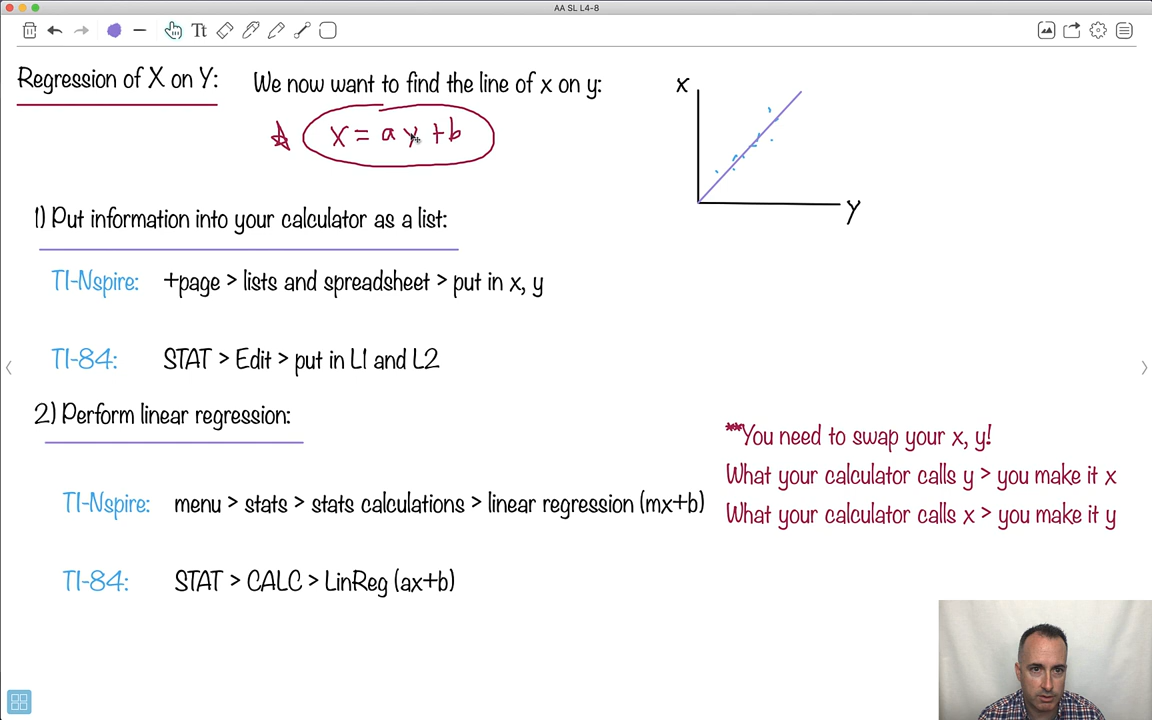 AA SL L4-8
Tt
Regression of X on Y:
We now want to find the line of x on y:
x = ay + b
x
y
1) Put information into your calculator as a list:
TI-Nspire: +page > lists and spreadsheet > put in x, y
TI-84: STAT > Edit > put in L1 and L2
2) Perform linear regression:
**You need to swap your x, y!
What your calculator calls y > you make it x
TI-Nspire: menu > stats > stats calculations > linear regression (mx+b)
What your calculator calls x > you make it y
TI-84: STAT > CALC > LinReg (ax+b)